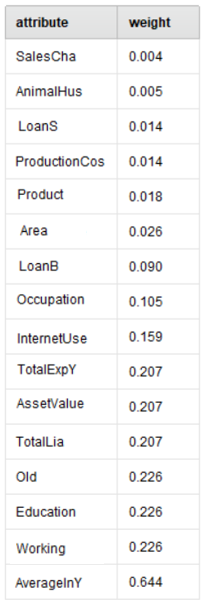 attribute weight
SalesCha 0.004
AnimalHus 0.005
LoanS 0.014
ProductionCos 0.014
Product 0.018
Area 0.026
LoanB 0.090
Occupation 0.105
InternetUse 0.159
TotalExpY 0.207
AssetValue 0.207
TotalLia 0.207
Old 0.226
Education 0.226
Working 0.226
AverageInY 0.644